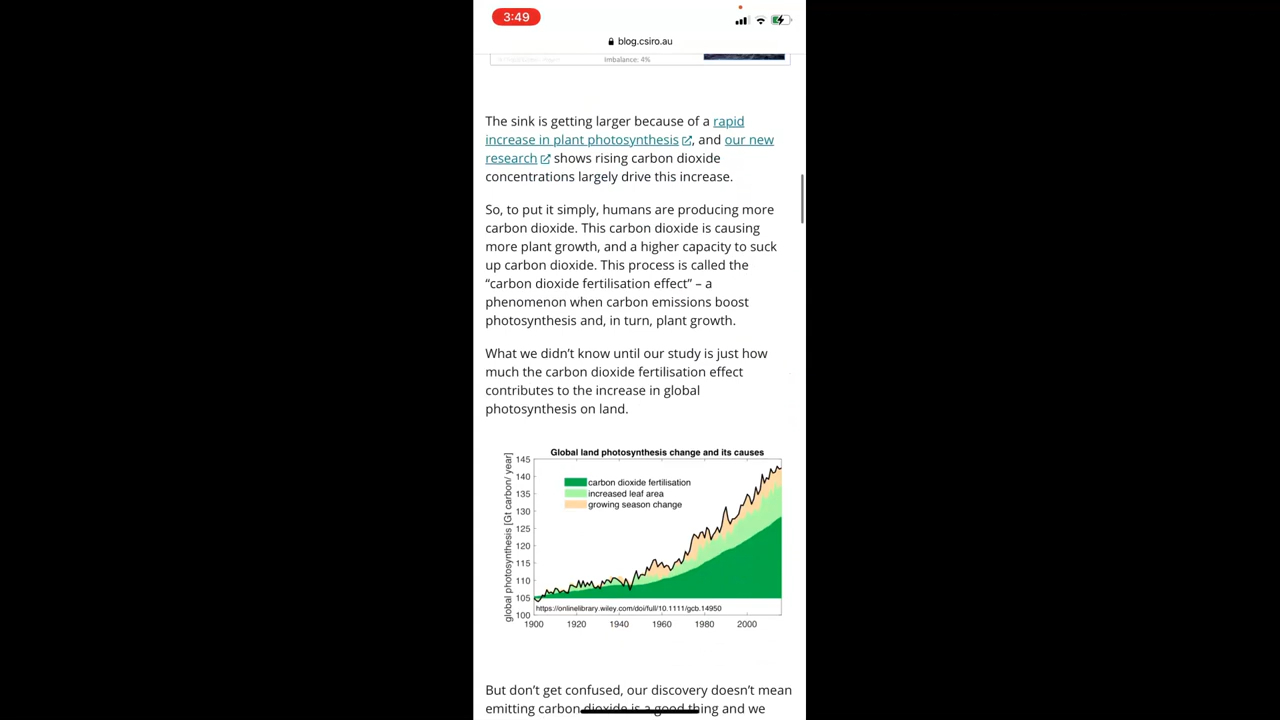 3:49
blog.csiro.au
Imbalance: 4%
The sink is getting larger because of a rapid
increase in plant photosynthesis, and our new
research shows rising carbon dioxide
concentrations largely drive this increase.
So, to put it simply, humans are producing more
carbon dioxide. This carbon dioxide is causing
more plant growth, and a higher capacity to suck
up carbon dioxide. This process is called the
“carbon dioxide fertilisation effect” – a
phenomenon when carbon emissions boost
photosynthesis and, in turn, plant growth.
What we didn’t know until our study is just how
much the carbon dioxide fertilisation effect
contributes to the increase in global
photosynthesis on land.
Global land photosynthesis change and its causes
global photosynthesis [Gt carbon/ year]
145
140
135
130
125
120
115
110
105
100
carbon dioxide fertilisation
increased leaf area
growing season change
https://onlinelibrary.wiley.com/doi/full/10.1111/gcb.14950
1900 1920 1940 1960 1980 2000
But don’t get confused, our discovery doesn’t mean
emitting carbon dioxide is a good thing and we